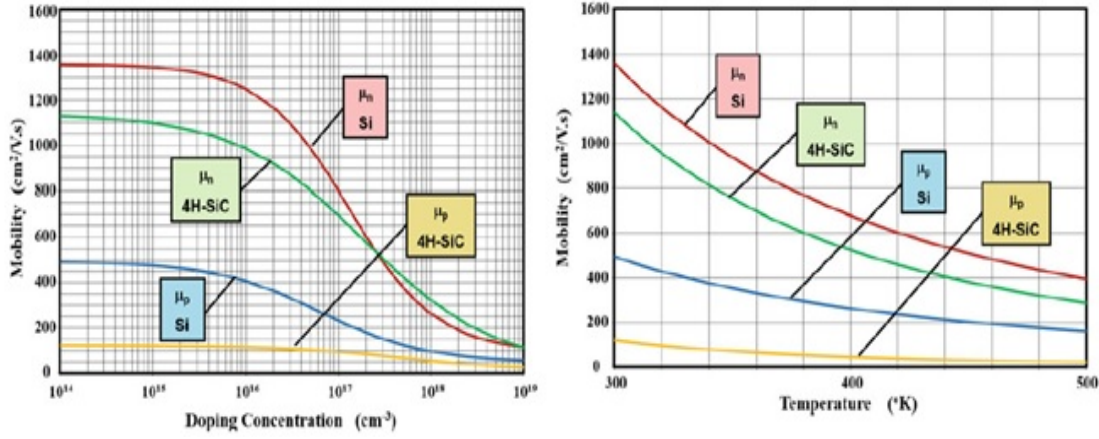 1600
1400
1200
1000
800
600
400
200
0
Mobility (cm²/V.s)
μn
Si
μn
4H-SiC
μp
4H-SiC
μp
Si
10¹⁴
10¹⁵
10¹⁶
10¹⁷
10¹⁸
10¹⁹
Doping Concentration (cm⁻³)
1600
1400
1200
1000
800
600
400
200
0
Mobility (cm²/V.s)
μn
Si
μn
4H-SiC
μp
Si
μp
4H-SiC
300
400
500
Temperature (°K)